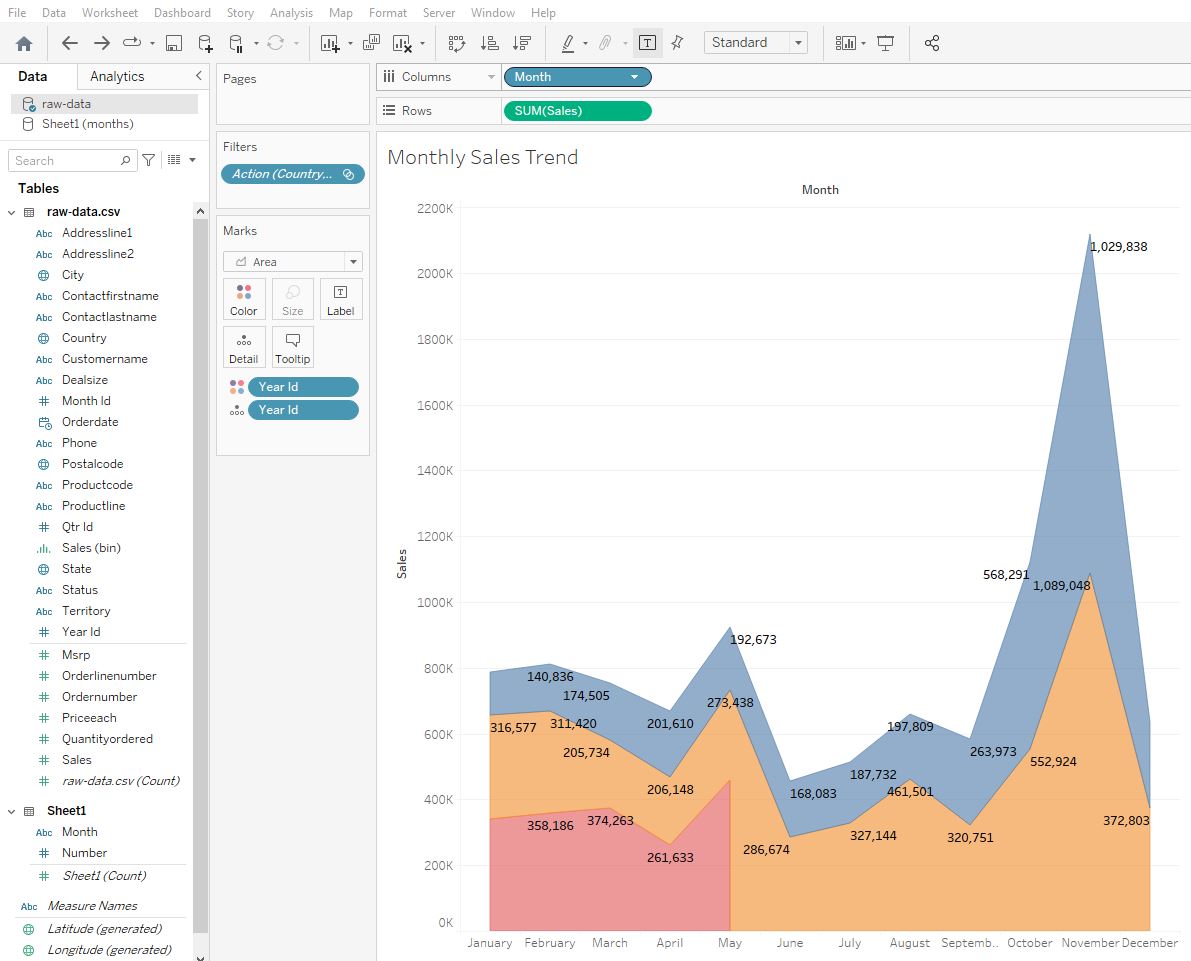 File Data Worksheet Dashboard Story Analysis Map Format Server Window Help
Standard
Data Analytics
raw-data
Sheet1 (months)
Search
Tables
raw-data.csv
Abc Addressline1
Abc Addressline2
City
Abc Contactfirstname
Abc Contactlastname
Country
Abc Customername
Abc Dealsize
# Month Id
Orderdate
Abc Phone
Postalcode
Abc Productcode
Abc Productline
# Qtr Id
Sales (bin)
State
Abc Status
Abc Territory
# Year Id
# Msrp
# Orderlinenumber
# Ordernumber
# Priceeach
# Quantityordered
# Sales
# raw-data.csv (Count)
Sheet1
Abc Month
# Number
# Sheet1 (Count)
Abc Measure Names
Latitude (generated)
Longitude (generated)
Pages
Filters
Action (Country,..
Marks
Area
Color Size Label
Detail Tooltip
Year Id
Year Id
Columns Month
Rows SUM(Sales)
Monthly Sales Trend
Month
Sales
2200K
2000K
1800K
1600K
1400K
1200K
1000K
800K
600K
400K
200K
0K
1,029,838
568,291
1,089,048
192,673
140,836
174,505
273,438
316,577
311,420
201,610
197,809
205,734
263,973
552,924
187,732
206,148
168,083
461,501
358,186
374,263
372,803
327,144
320,751
286,674
261,633
January February March April May June July August Septemb.. October November December